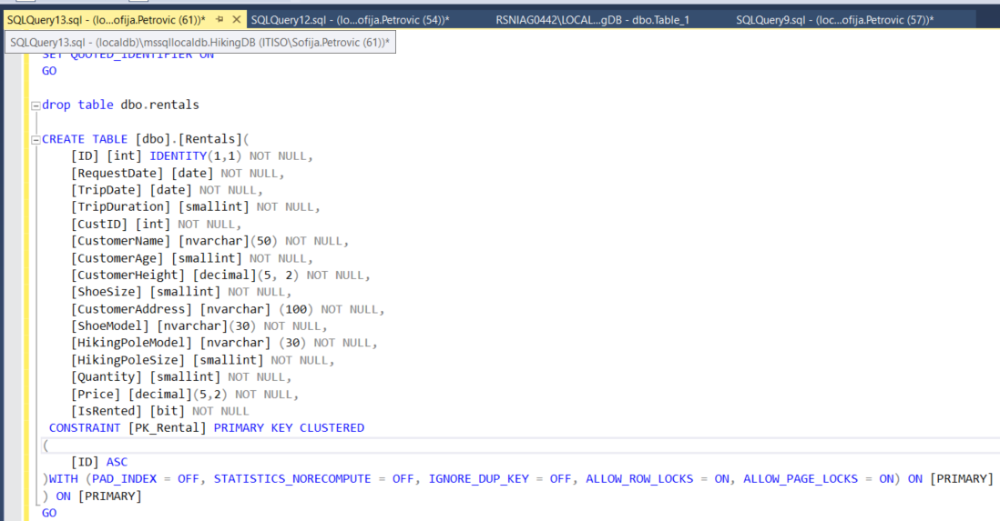 SQLQuery13.sql - (lo...ofija.Petrovic (61))* SQLQuery12.sql - (lo...ofija.Petrovic (54))* RSNIAG0442\LOCAL...gDB - dbo.Table_1 SQLQuery9.sql - (loc...ofija.Petrovic (57))*
SQLQuery13.sql - (localdb)\mssqllocaldb.HikingDB (ITISO\Sofija.Petrovic (61))*
SET QUOTED_IDENTIFIER ON
GO
drop table dbo.rentals
CREATE TABLE [dbo].[Rentals](
[ID] [int] IDENTITY(1,1) NOT NULL,
[RequestDate] [date] NOT NULL,
[TripDate] [date] NOT NULL,
[TripDuration] [smallint] NOT NULL,
[CustID] [int] NOT NULL,
[CustomerName] [nvarchar](50) NOT NULL,
[CustomerAge] [smallint] NOT NULL,
[CustomerHeight] [decimal](5, 2) NOT NULL,
[ShoeSize] [smallint] NOT NULL,
[CustomerAddress] [nvarchar] (100) NOT NULL,
[ShoeModel] [nvarchar](30) NOT NULL,
[HikingPoleModel] [nvarchar] (30) NOT NULL,
[HikingPoleSize] [smallint] NOT NULL,
[Quantity] [smallint] NOT NULL,
[Price] [decimal](5,2) NOT NULL,
[IsRented] [bit] NOT NULL
CONSTRAINT [PK_Rental] PRIMARY KEY CLUSTERED
(
[ID] ASC
)WITH (PAD_INDEX = OFF, STATISTICS_NORECOMPUTE = OFF, IGNORE_DUP_KEY = OFF, ALLOW_ROW_LOCKS = ON, ALLOW_PAGE_LOCKS = ON) ON [PRIMARY]
) ON [PRIMARY]
GO